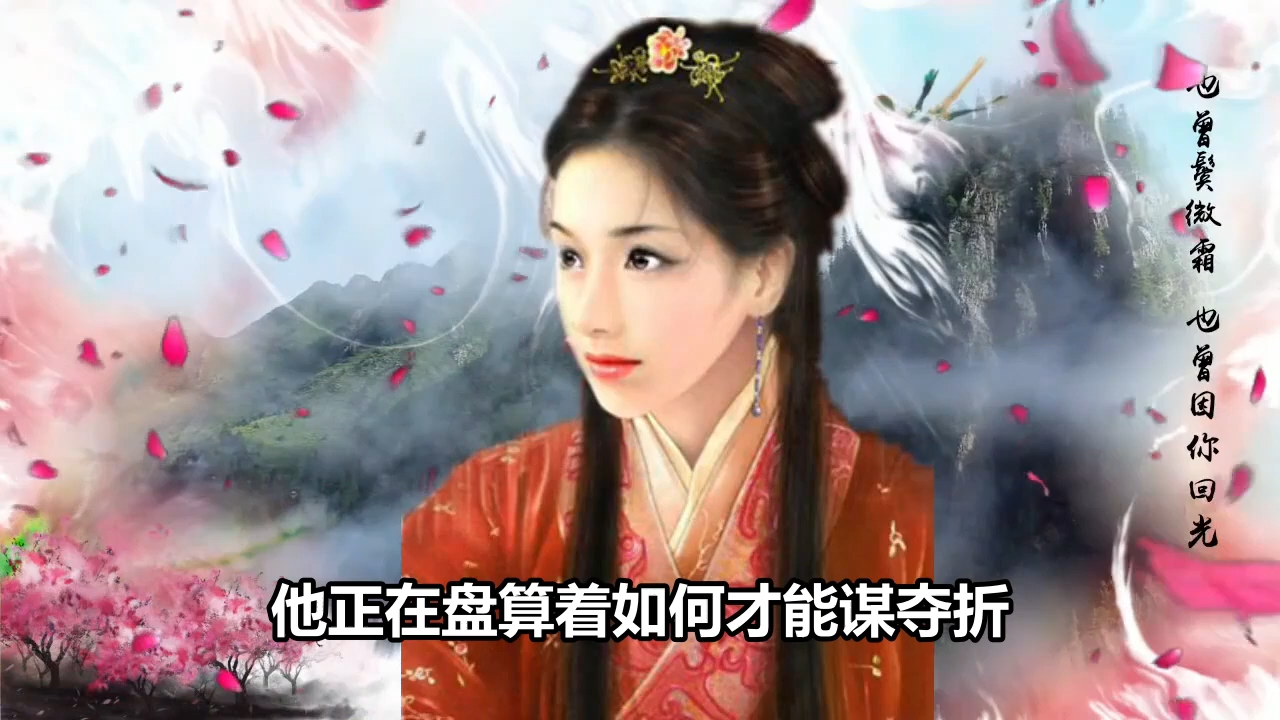 也曾鬓微霜 也曾因你回光
他正在盘算着如何才能谋夺折